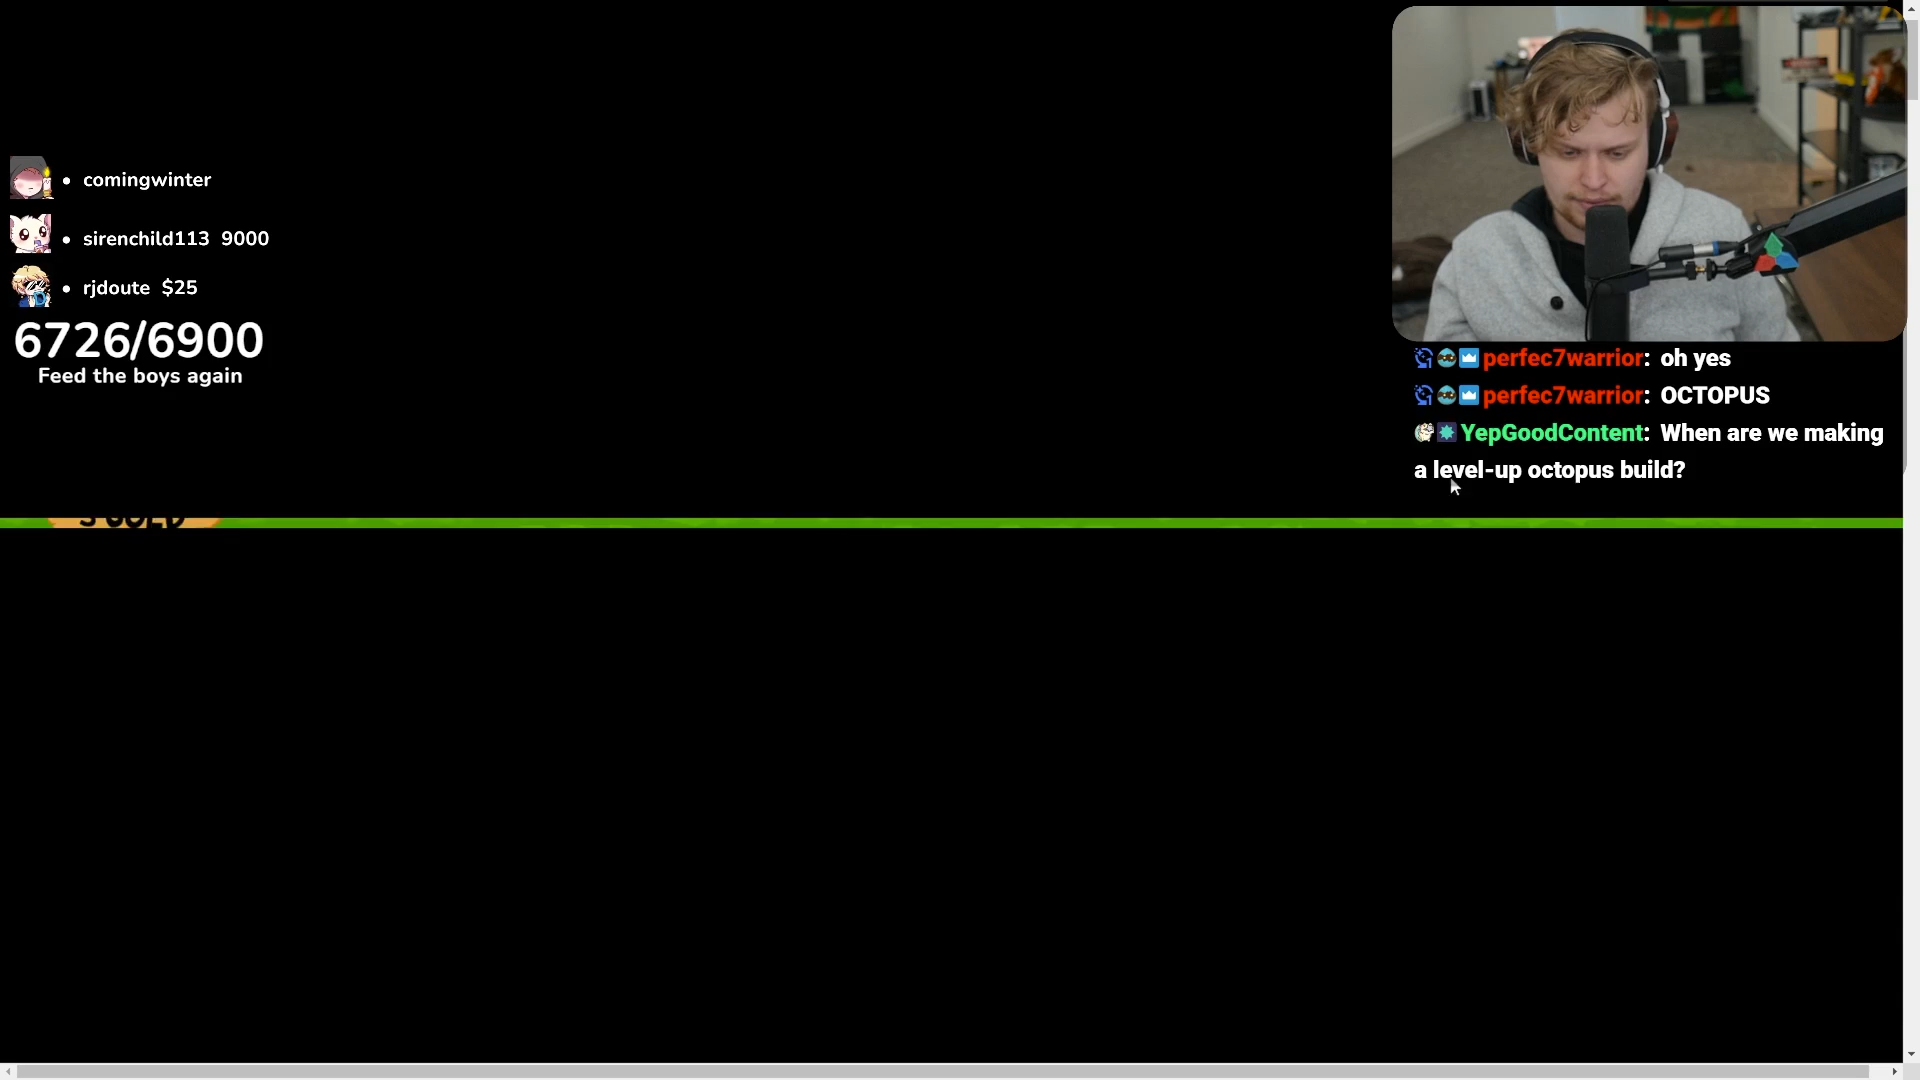 comingwinter
sirenchild113 9000
rjdoute $25
6726/6900
Feed the boys again
perfec7warrior: oh yes
perfec7warrior: OCTOPUS
YepGoodContent: When are we making
a level-up octopus build?